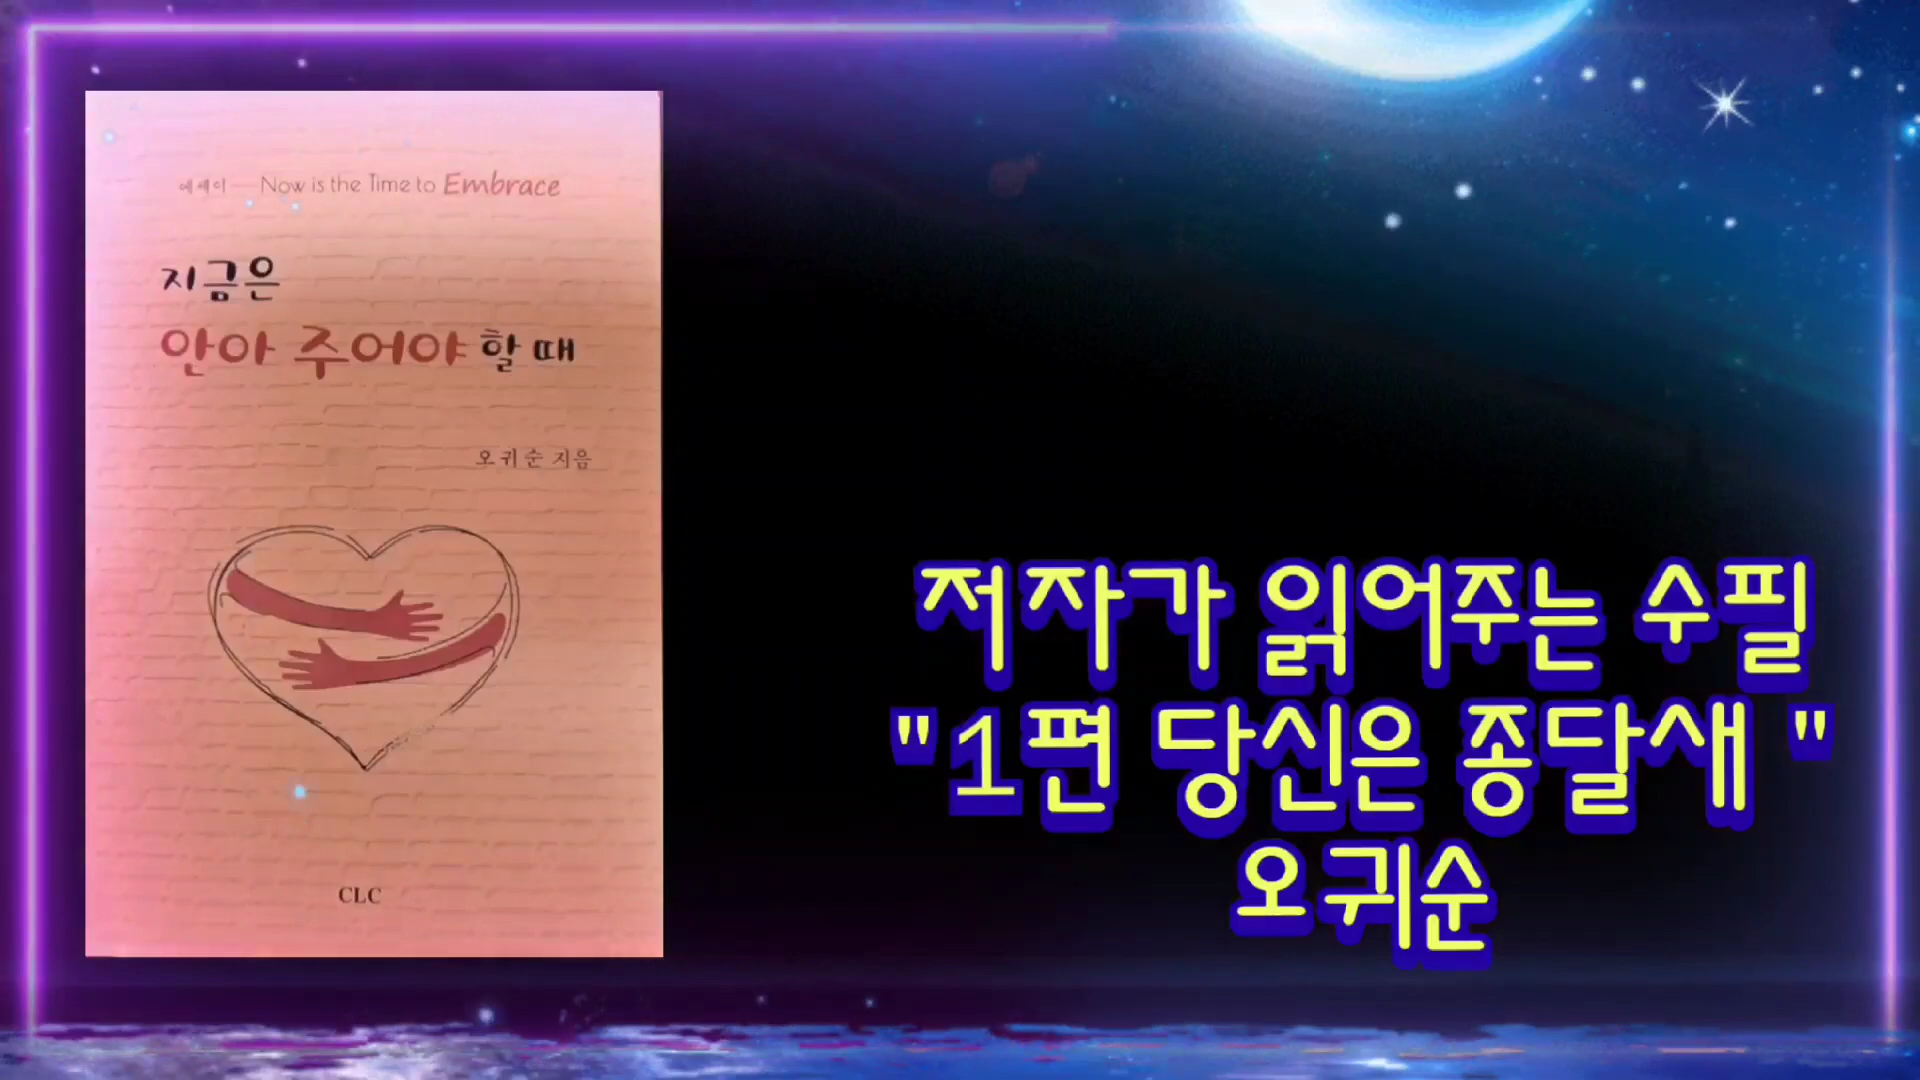 에세이 — Now is the Time to Embrace
지금은
안아 주어야 할 때
오귀순 지음
CLC
저자가 읽어주는 수필
"1편 당신은 종달새 "
오귀순